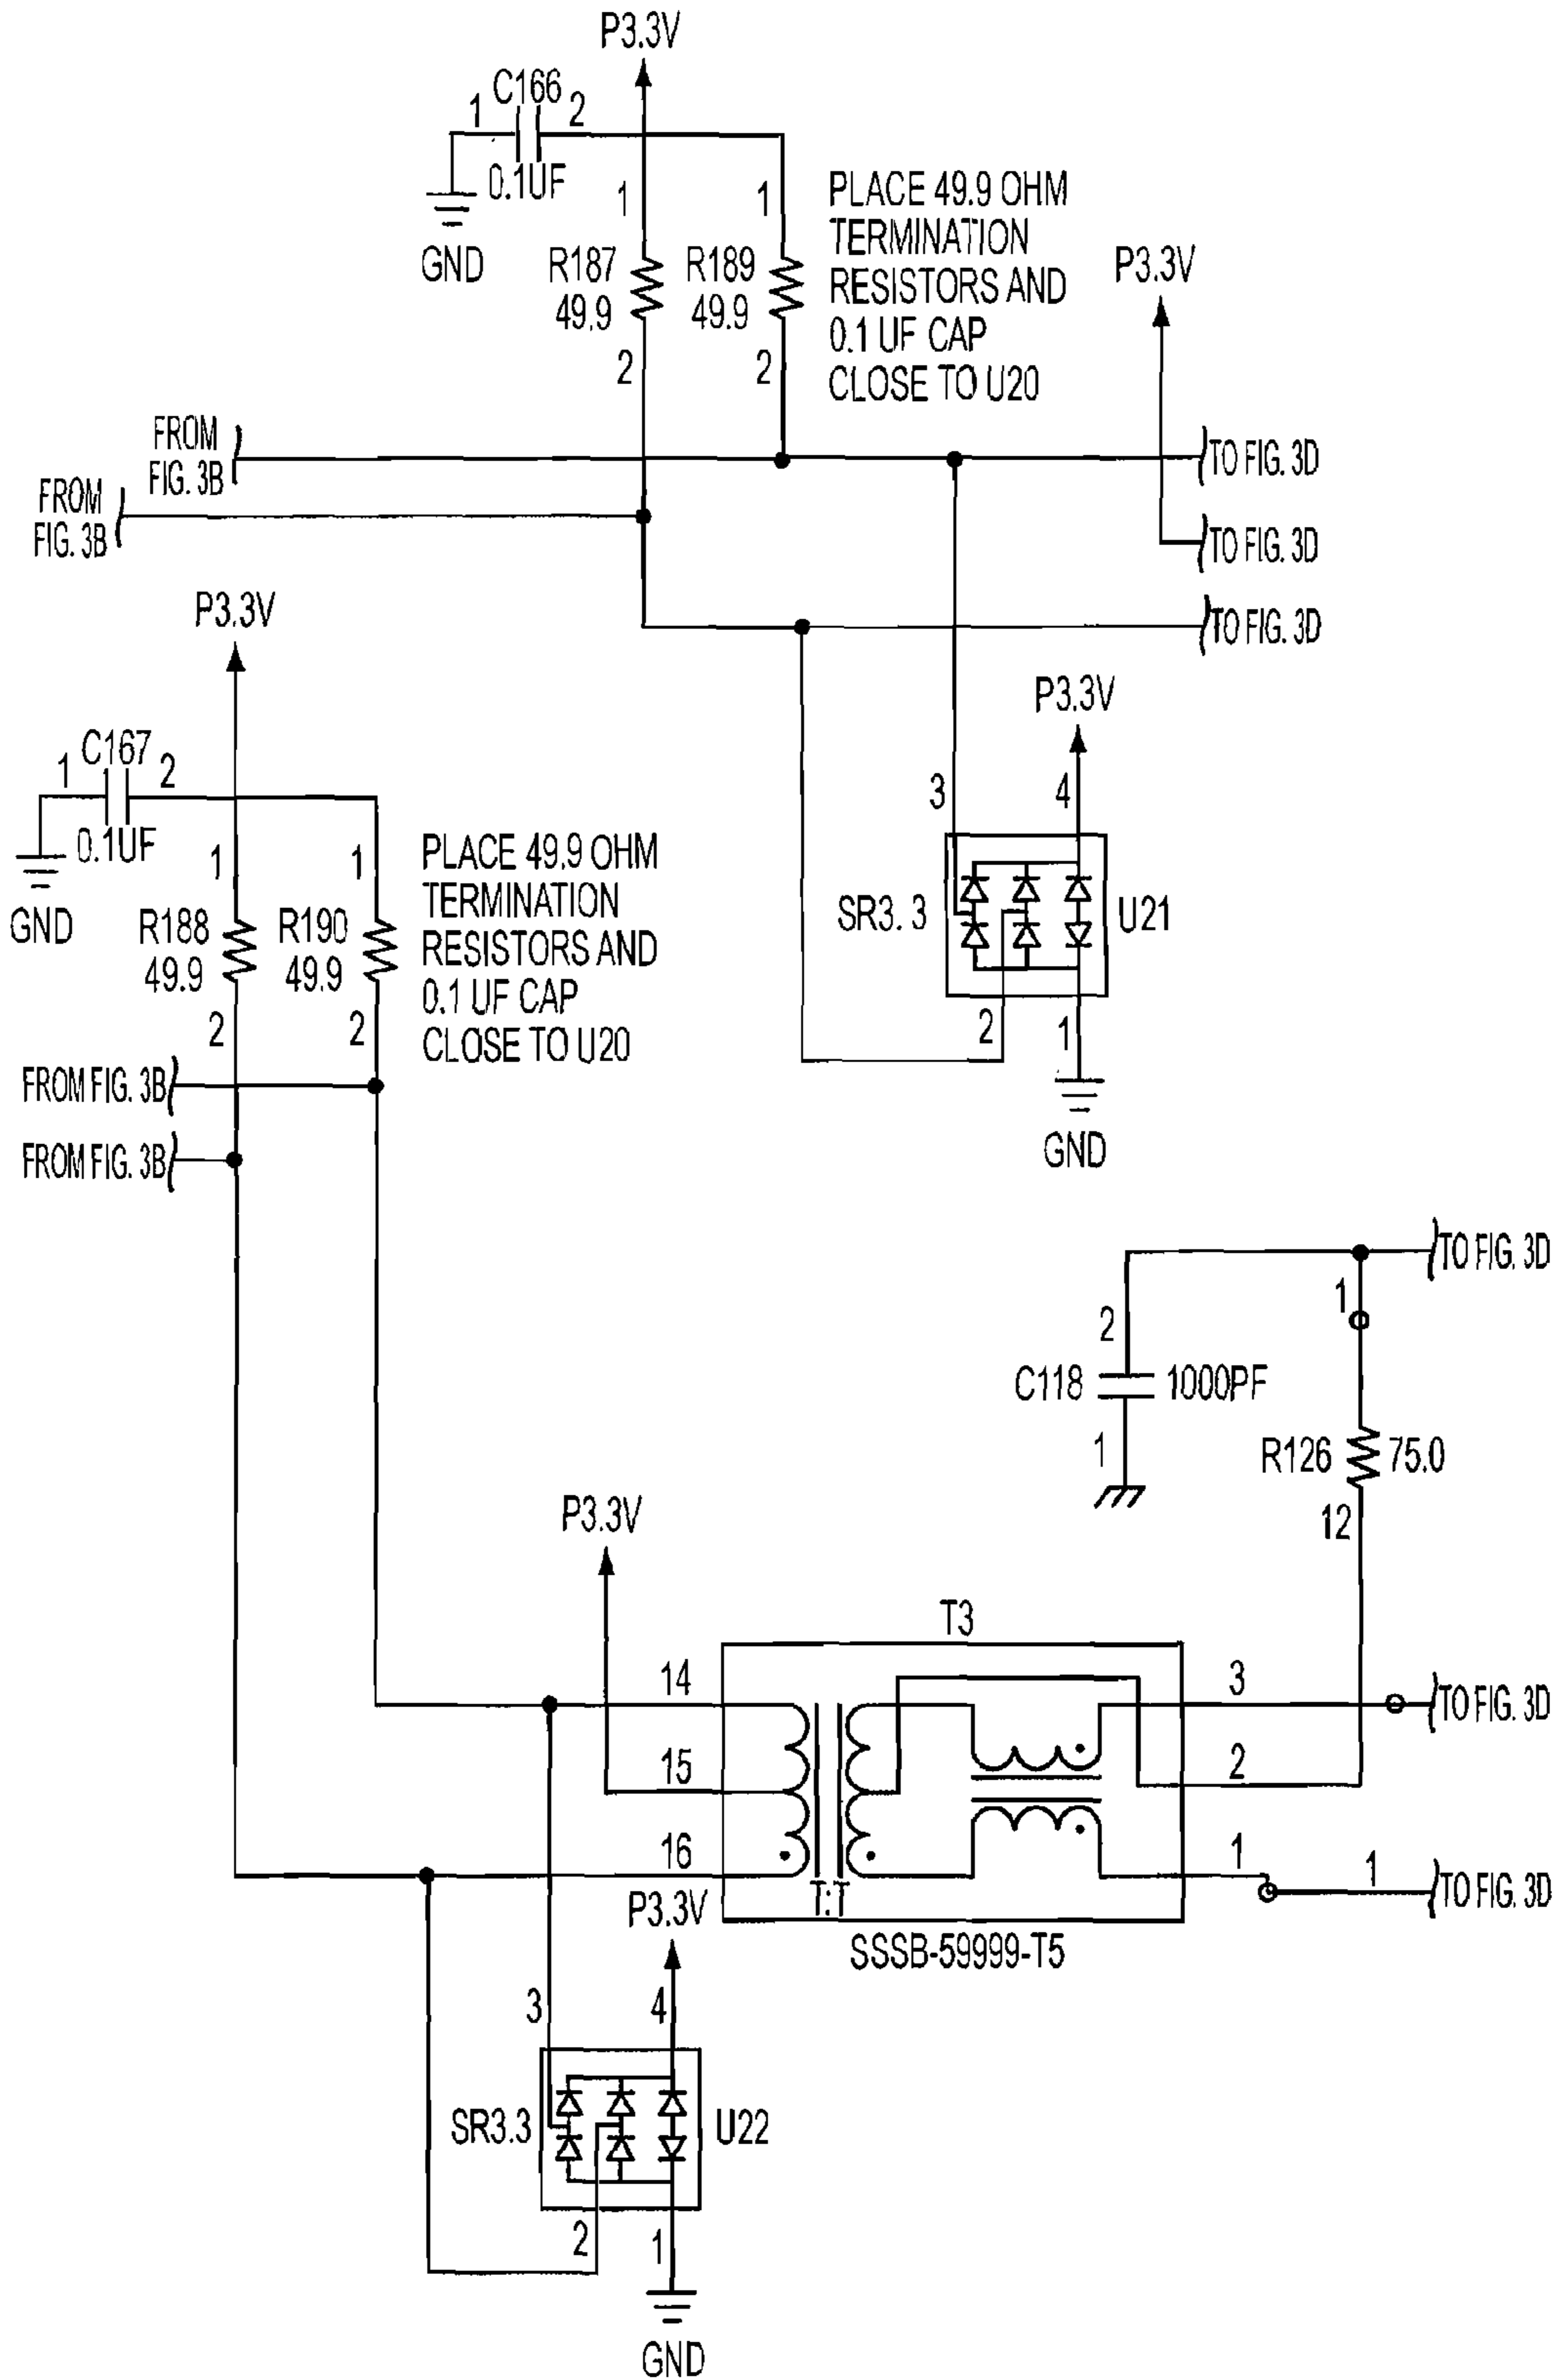 P3.3V
C166
1
2
0.1UF
GND
1
1
R187
49.9
R189
49.9
2
2
PLACE 49.9 OHM
TERMINATION
RESISTORS AND
0.1 UF CAP
CLOSE TO U20
P3.3V
FROM
FIG. 3B
FROM
FIG. 3B
TO FIG. 3D
TO FIG. 3D
TO FIG. 3D
P3.3V
C167
1
2
0.1UF
GND
1
1
R188
49.9
R190
49.9
2
2
PLACE 49.9 OHM
TERMINATION
RESISTORS AND
0.1 UF CAP
CLOSE TO U20
P3.3V
3
4
SR3. 3
U21
2
1
GND
FROM FIG. 3B
FROM FIG. 3B
TO FIG. 3D
1
2
C118
1000PF
1
R126
75.0
12
P3.3V
T3
14
3
TO FIG. 3D
15
2
16
1
1
TO FIG. 3D
T:T
SSSB-59999-T5
P3.3V
3
4
SR3.3
U22
2
1
GND